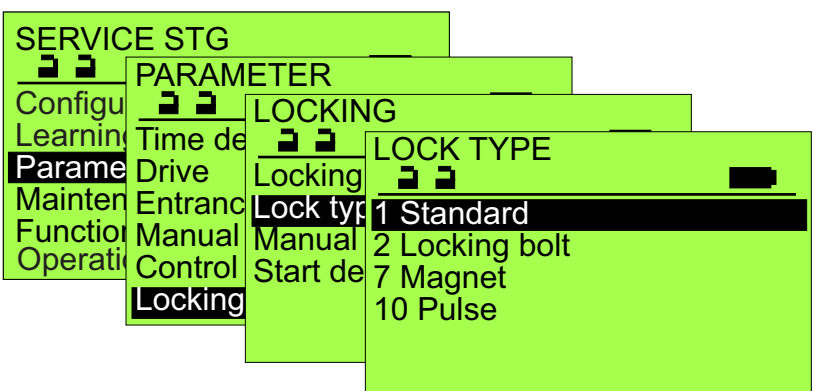 SERVICE STG
Configu
Learning
Parame
Mainten
Function
Operati
PARAMETER
Time de
Drive
Entranc
Manual
Control
Locking
LOCKING
Locking
Lock typ
Manual
Start de
LOCK TYPE
1 Standard
2 Locking bolt
7 Magnet
10 Pulse